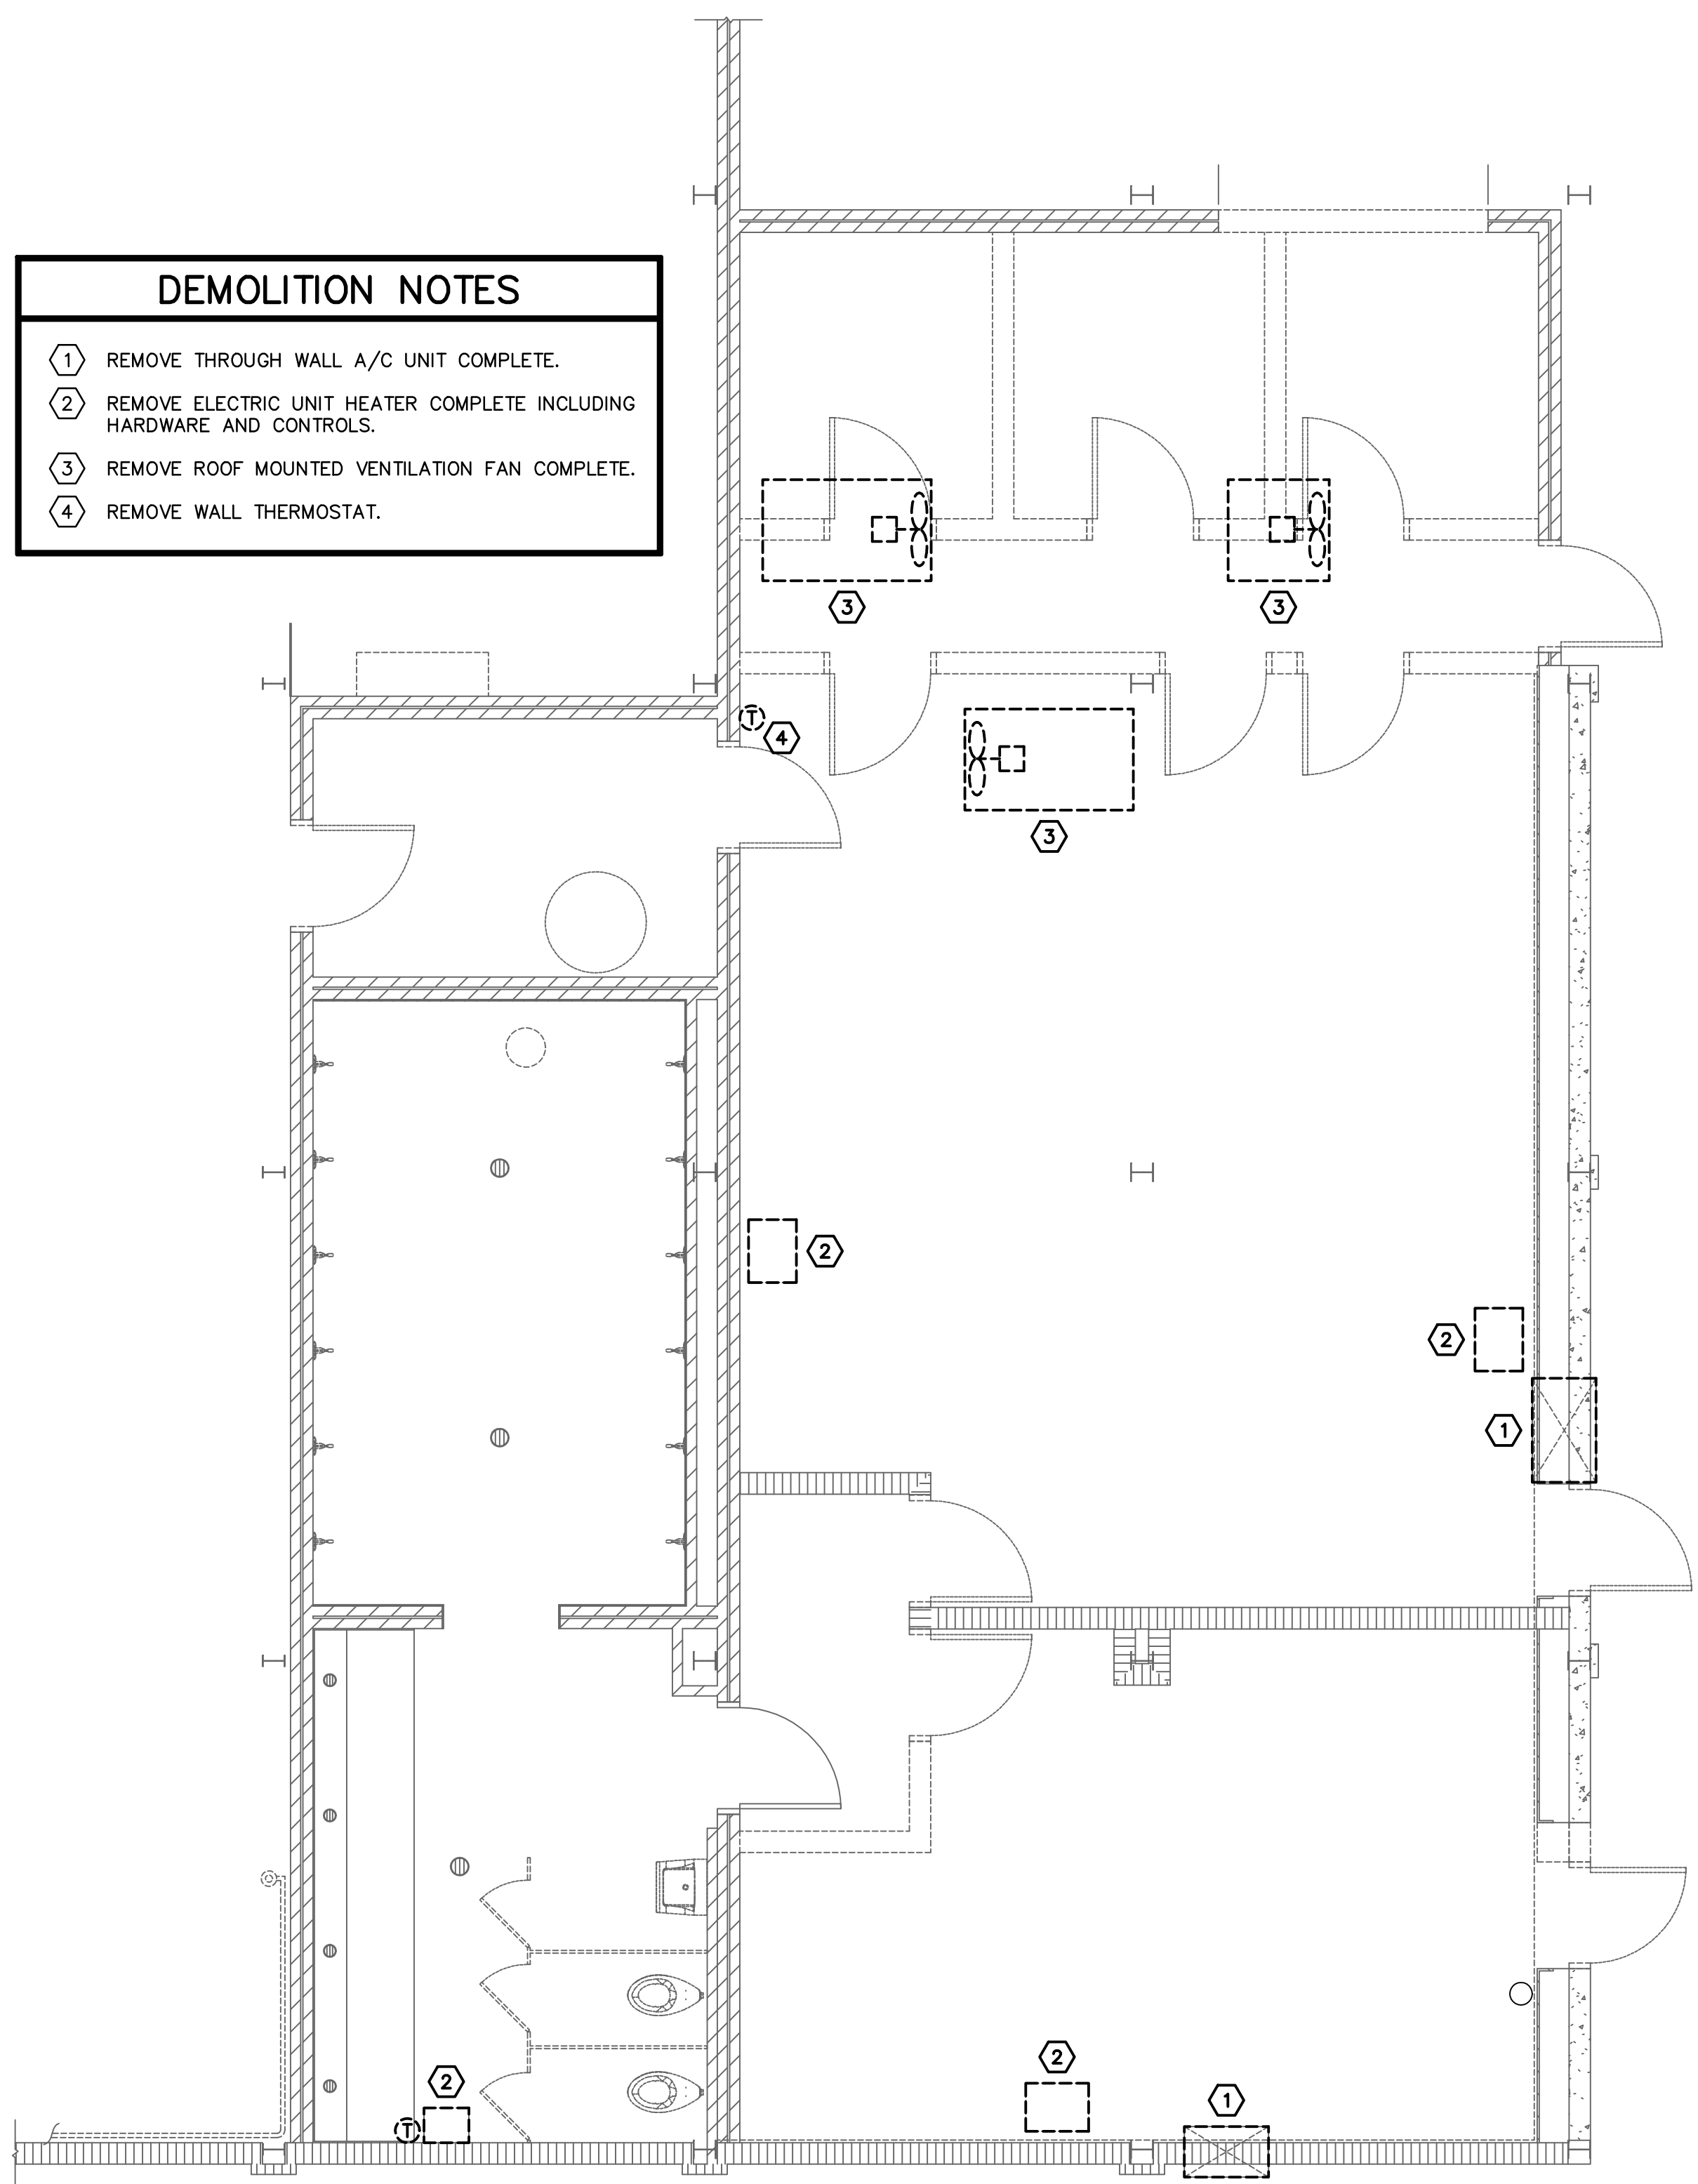 DEMOLITION NOTES
1 REMOVE THROUGH WALL A/C UNIT COMPLETE.
2 REMOVE ELECTRIC UNIT HEATER COMPLETE INCLUDING
HARDWARE AND CONTROLS.
3 REMOVE ROOF MOUNTED VENTILATION FAN COMPLETE.
4 REMOVE WALL THERMOSTAT.
3
3
T
4
3
2
2
1
2
2
1
T